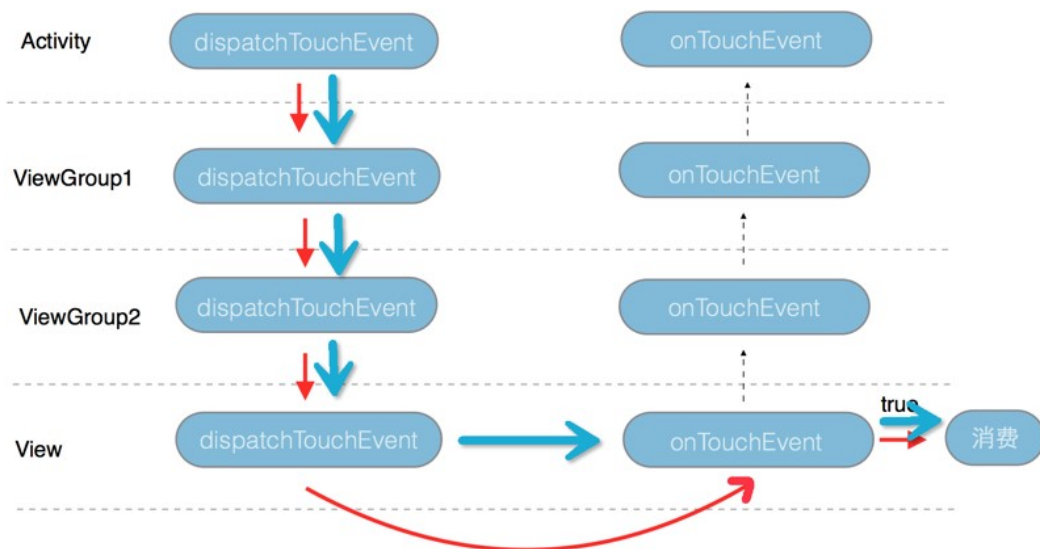 Activity
dispatchTouchEvent
onTouchEvent
ViewGroup1
dispatchTouchEvent
onTouchEvent
ViewGroup2
dispatchTouchEvent
onTouchEvent
true
View
dispatchTouchEvent
onTouchEvent
消费